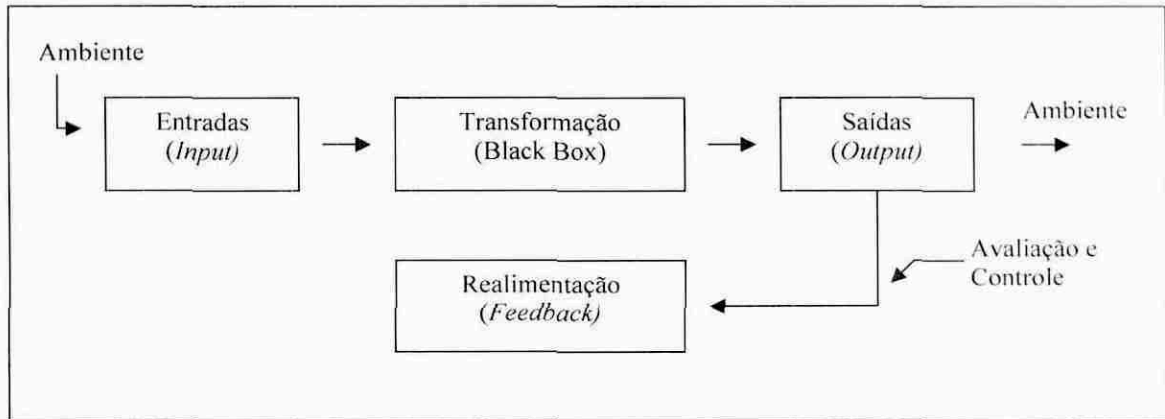 Ambiente
Entradas
(Input)
Transformação
(Black Box)
Saídas
(Output)
Ambiente
Realimentação
(Feedback)
Avaliação e
Controle